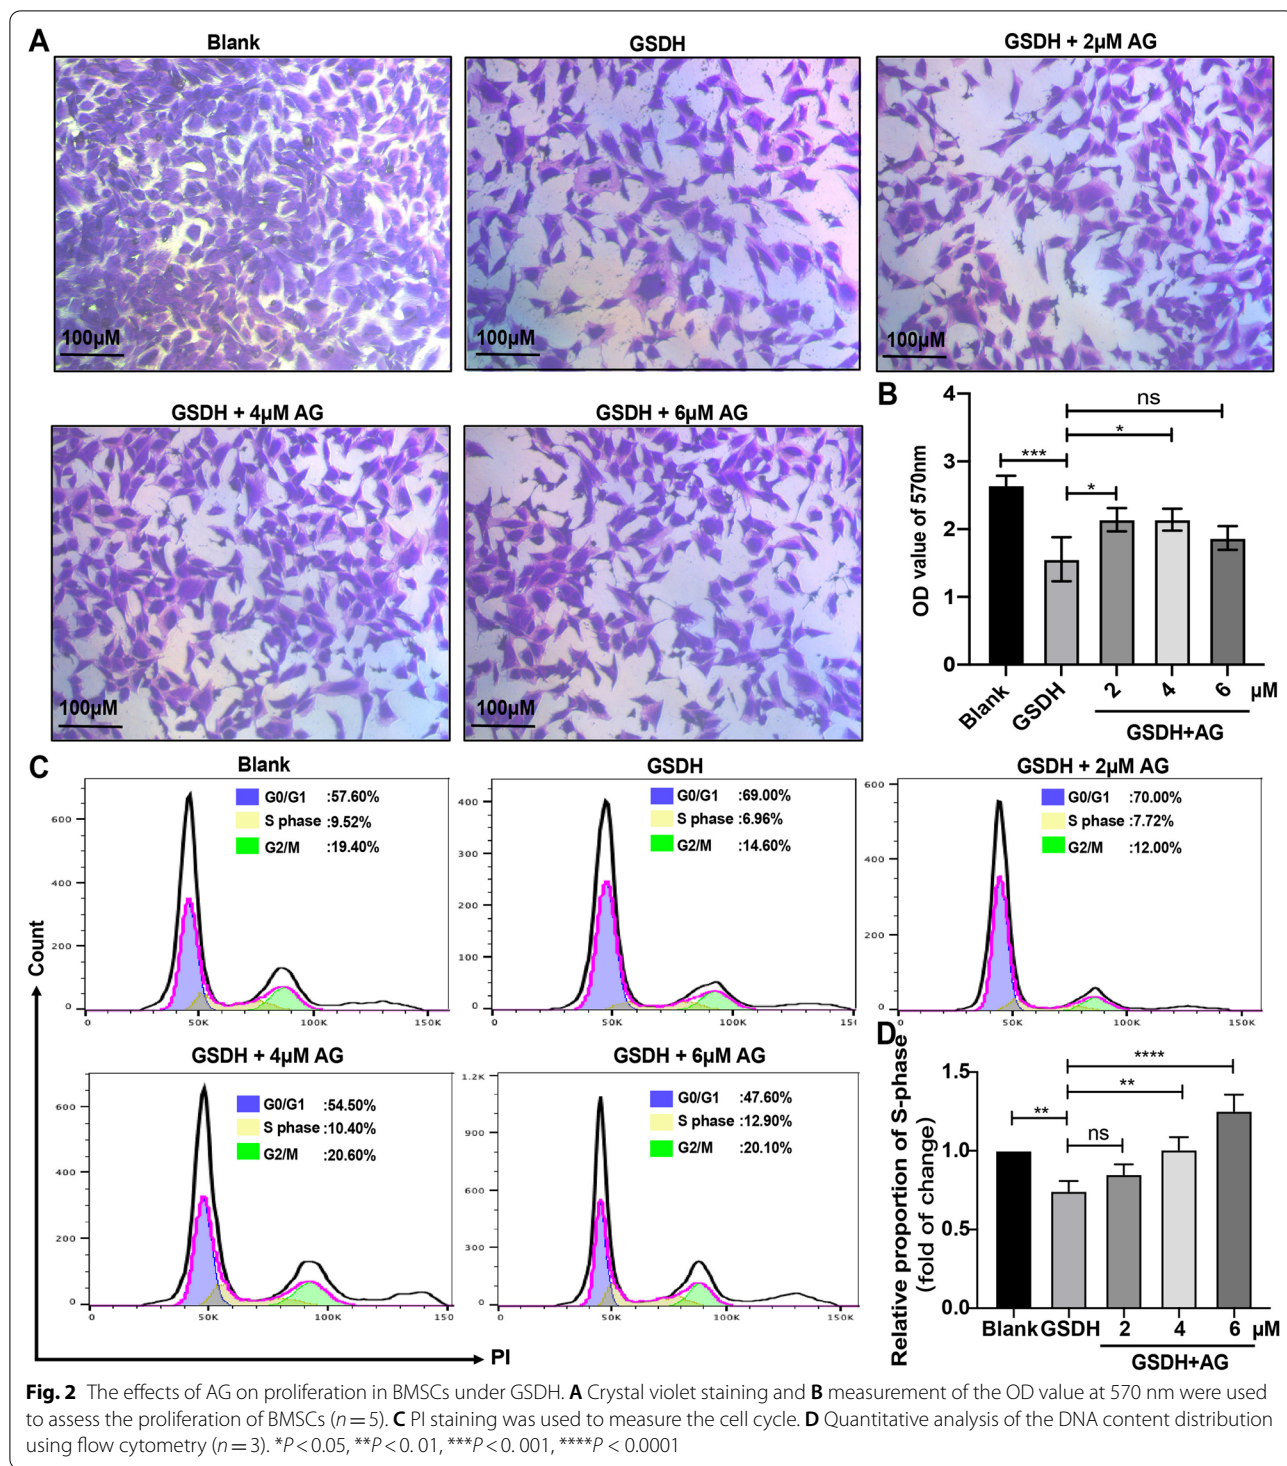 A
Blank
GSDH
GSDH + 2μM AG
100μM
100μM
100μM
GSDH + 4μM AG
GSDH + 6μM AG
100μM
100μM
B
OD value of 570nm
4
3
2
1
0
***
*
*
ns
Blank
GSDH
2
4
6
μM
GSDH+AG
C
Count
PI
Blank
G0/G1 :57.60%
S phase :9.52%
G2/M :19.40%
600
400
200
0
0 50K 100K 150K
GSDH
G0/G1 :69.00%
S phase :6.96%
G2/M :14.60%
400
300
200
100
0
0 50K 100K 15
GSDH + 2μM AG
G0/G1 :70.00%
S phase :7.72%
G2/M :12.00%
600
400
200
0
0 50K 100K 150K
GSDH + 4μM AG
G0/G1 :54.50%
S phase :10.40%
G2/M :20.60%
600
400
200
0
0 50K 100K 150
GSDH + 6μM AG
G0/G1 :47.60%
S phase :12.90%
G2/M :20.10%
1.2K
900
600
300
0
0 50K 100K 150K
D
Relative proportion of S-phase
(fold of change)
1.5
1.0
0.5
0.0
**
ns
**
****
Blank GSDH 2 4 6 μM
GSDH+AG
Fig. 2 The effects of AG on proliferation in BMSCs under GSDH. A Crystal violet staining and B measurement of the OD value at 570 nm were used
to assess the proliferation of BMSCs (n = 5). C PI staining was used to measure the cell cycle. D Quantitative analysis of the DNA content distribution
using flow cytometry (n = 3). *P < 0.05, **P < 0. 01, ***P < 0. 001, ****P < 0.0001